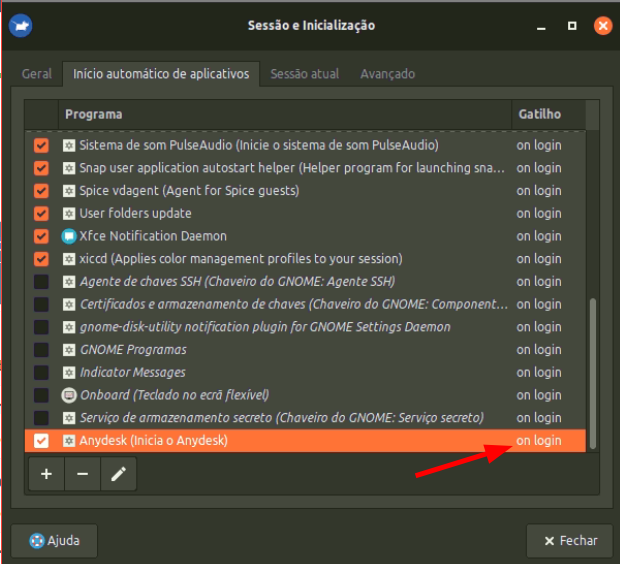 Sessão e Inicialização
Geral Início automático de aplicativos Sessão atual Avançado
Programa Gatilho
Sistema de som PulseAudio (Inicie o sistema de som PulseAudio) on login
Snap user application autostart helper (Helper program for launching sna... on login
Spice vdagent (Agent for Spice guests) on login
User folders update on login
Xfce Notification Daemon on login
xiccd (Applies color management profiles to your session) on login
Agente de chaves SSH (Chaveiro do GNOME: Agente SSH) on login
Certificados e armazenamento de chaves (Chaveiro do GNOME: Component... on login
gnome-disk-utility notification plugin for GNOME Settings Daemon on login
GNOME Programas on login
Indicator Messages on login
Onboard (Teclado no ecrã flexível) on login
Serviço de armazenamento secreto (Chaveiro do GNOME: Serviço secreto) on login
Anydesk (Inicia o Anydesk) on login
Ajuda Fechar